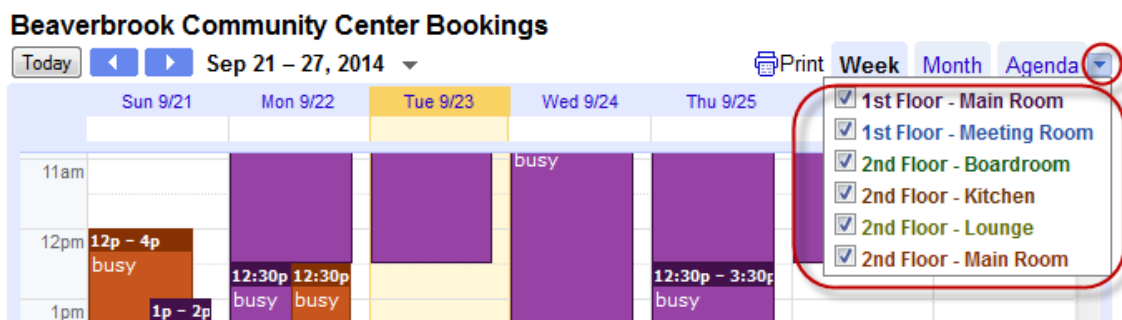 Beaverbrook Community Center Bookings
Today Sep 21 – 27, 2014 Print Week Month Agenda
Sun 9/21 Mon 9/22 Tue 9/23 Wed 9/24 Thu 9/25
1st Floor - Main Room
1st Floor - Meeting Room
2nd Floor - Boardroom
2nd Floor - Kitchen
2nd Floor - Lounge
2nd Floor - Main Room
busy
11am
12pm 12p – 4p
busy
12:30p 12:30p 12:30p – 3:30p
busy busy busy
1pm 1p – 2p